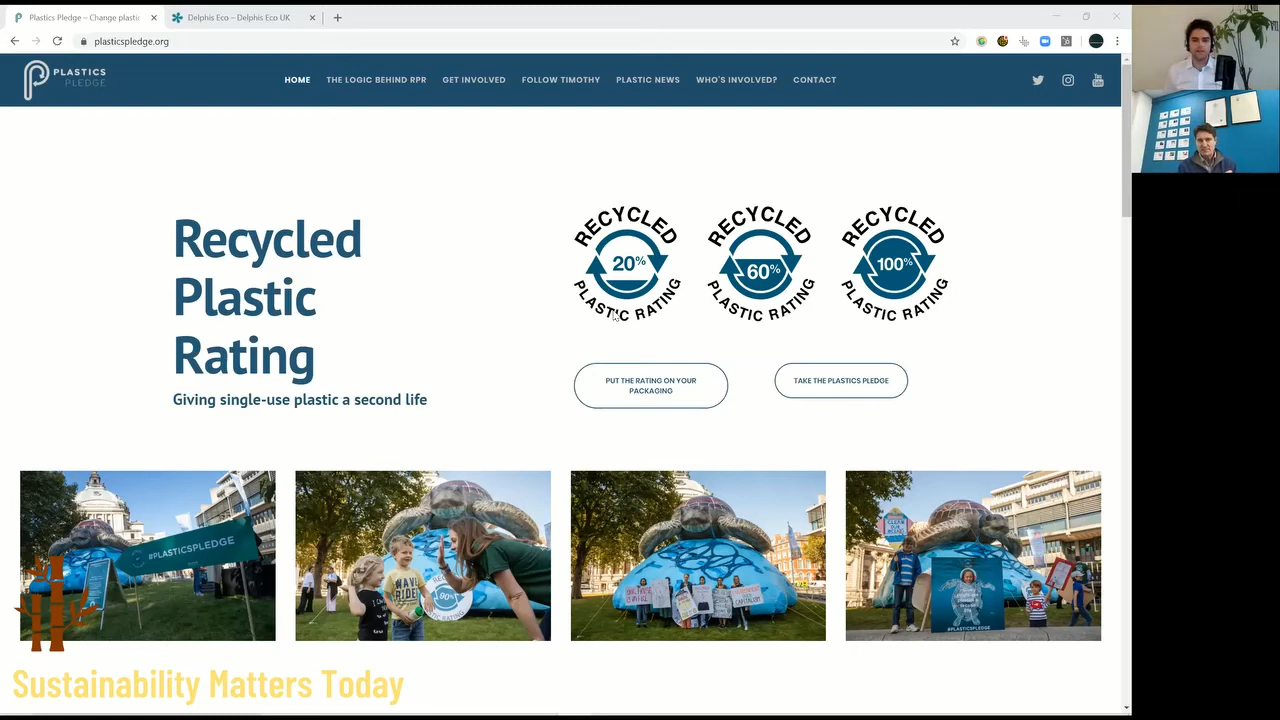 Plastics Pledge – Change plastic
Delphis Eco – Delphis Eco UK
plasticspledge.org
PLASTICS
PLEDGE
HOME
THE LOGIC BEHIND RPR
GET INVOLVED
FOLLOW TIMOTHY
PLASTIC NEWS
WHO'S INVOLVED?
CONTACT
Recycled
Plastic
Rating
Giving single-use plastic a second life
RECYCLED
20%
PLASTIC RATING
RECYCLED
60%
PLASTIC RATING
RECYCLED
100%
PLASTIC RATING
PUT THE RATING ON YOUR
PACKAGING
TAKE THE PLASTICS PLEDGE
#PLASTICSPLEDGE
WAVE
RIDE
90%
#PLASTICSPLEDGE
Sustainability Matters Today